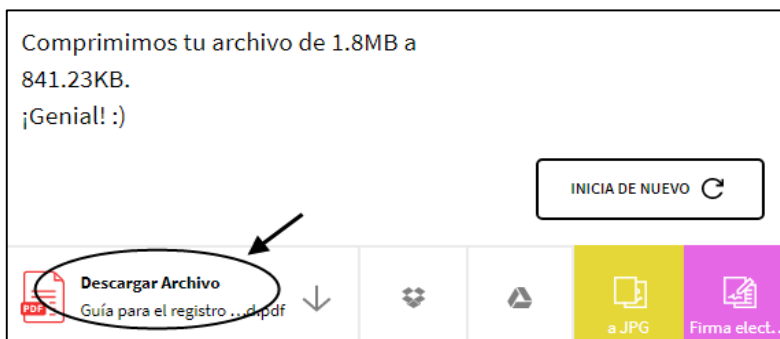 Comprimimos tu archivo de 1.8MB a
841.23KB.
¡Genial! :)
INICIA DE NUEVO
Descargar Archivo
PDF
Guía para el registro ...d.pdf
a JPG
Firma elect...